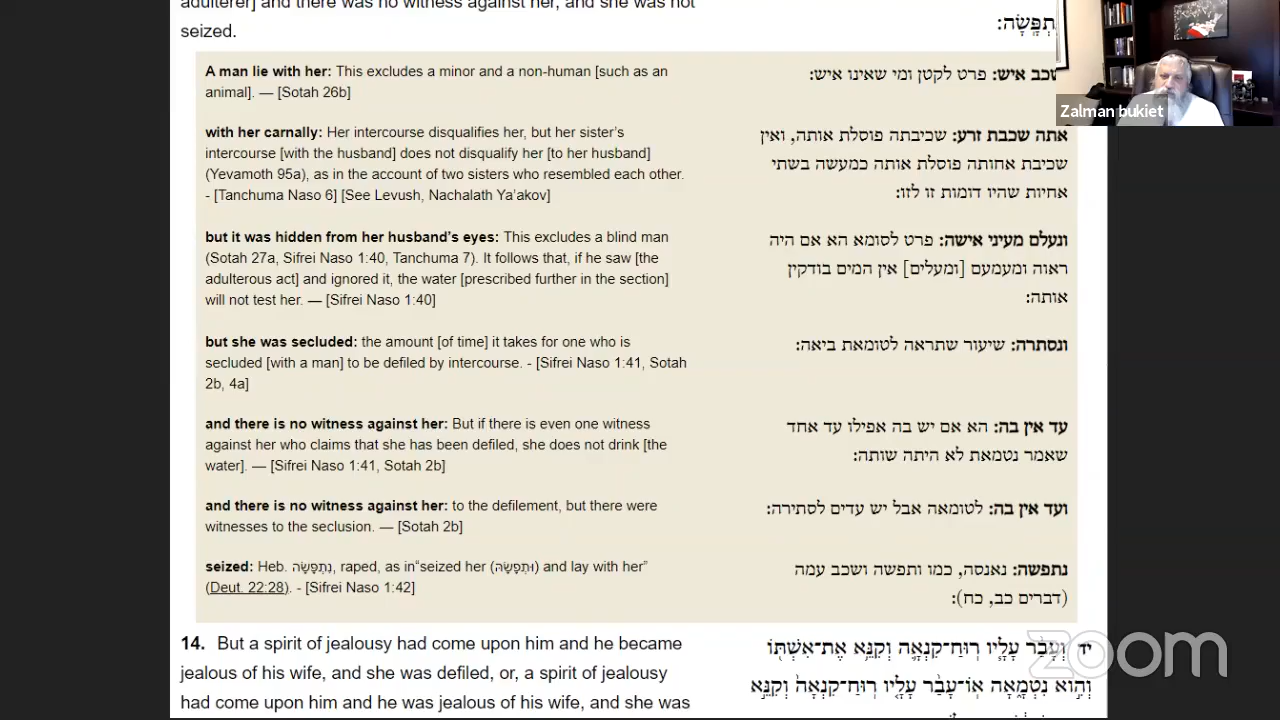 adulterer] and there was no witness against her, and she was not
seized.
A man lie with her: This excludes a minor and a non-human [such as an
animal]. — [Sotah 26b]
with her carnally: Her intercourse disqualifies her, but her sister's
intercourse [with the husband] does not disqualify her [to her husband]
(Yevamoth 95a), as in the account of two sisters who resembled each other.
- [Tanchuma Naso 6] [See Levush, Nachalath Ya'akov]
but it was hidden from her husband's eyes: This excludes a blind man
(Sotah 27a, Sifrei Naso 1:40, Tanchuma 7). It follows that, if he saw [the
adulterous act] and ignored it, the water [prescribed further in the section]
will not test her. — [Sifrei Naso 1:40]
but she was secluded: the amount [of time] it takes for one who is
secluded [with a man] to be defiled by intercourse. - [Sifrei Naso 1:41, Sotah
2b, 4a]
and there is no witness against her: But if there is even one witness
against her who claims that she has been defiled, she does not drink [the
water]. — [Sifrei Naso 1:41, Sotah 2b]
and there is no witness against her: to the defilement, but there were
witnesses to the seclusion. — [Sotah 2b]
seized: Heb. נִתְפָּשָׂה, raped, as in“seized her (וּתְפָשָׂהּ) and lay with her”
(Deut. 22:28). - [Sifrei Naso 1:42]
14. But a spirit of jealousy had come upon him and he became
jealous of his wife, and she was defiled, or, a spirit of jealousy
had come upon him and he was jealous of his wife, and she was
נִתְפָּֽשָׂה:
שכב איש: פרט לקטן ומי שאינו איש:
אתה שכבת זרע: שכיבתה פוסלת אותה, ואין
שכיבת אחותה פוסלת אותה כמעשה בשתי
אחיות שהיו דומות זו לזו:
ונעלם מעיני אישה: פרט לסומא הא אם היה
ראוה ומעמעם [ומעלים] אין המים בודקין
אותה:
ונסתרה: שיעור שתראה לטומאת ביאה:
עד אין בה: הא אם יש בה אפילו עד אחד
שאמר נטמאת לא היתה שותה:
ועד אין בה: לטומאה אבל יש עדים לסתירה:
נתפשה: נאנסה, כמו ותפשה ושכב עמה
(דברים כב, כח):
יד וְעָבַ֨ר עָלָ֧יו רֽוּחַ־קִנְאָ֛ה וְקִנֵּ֥א אֶת־אִשְׁתּ֖וֹ
וְהִ֣וא נִטְמָ֑אָה אֽוֹ־עָבַ֨ר עָלָ֤יו רֽוּחַ־קִנְאָה֙ וְקִנֵּ֣א
Zalman bukiet
zoom